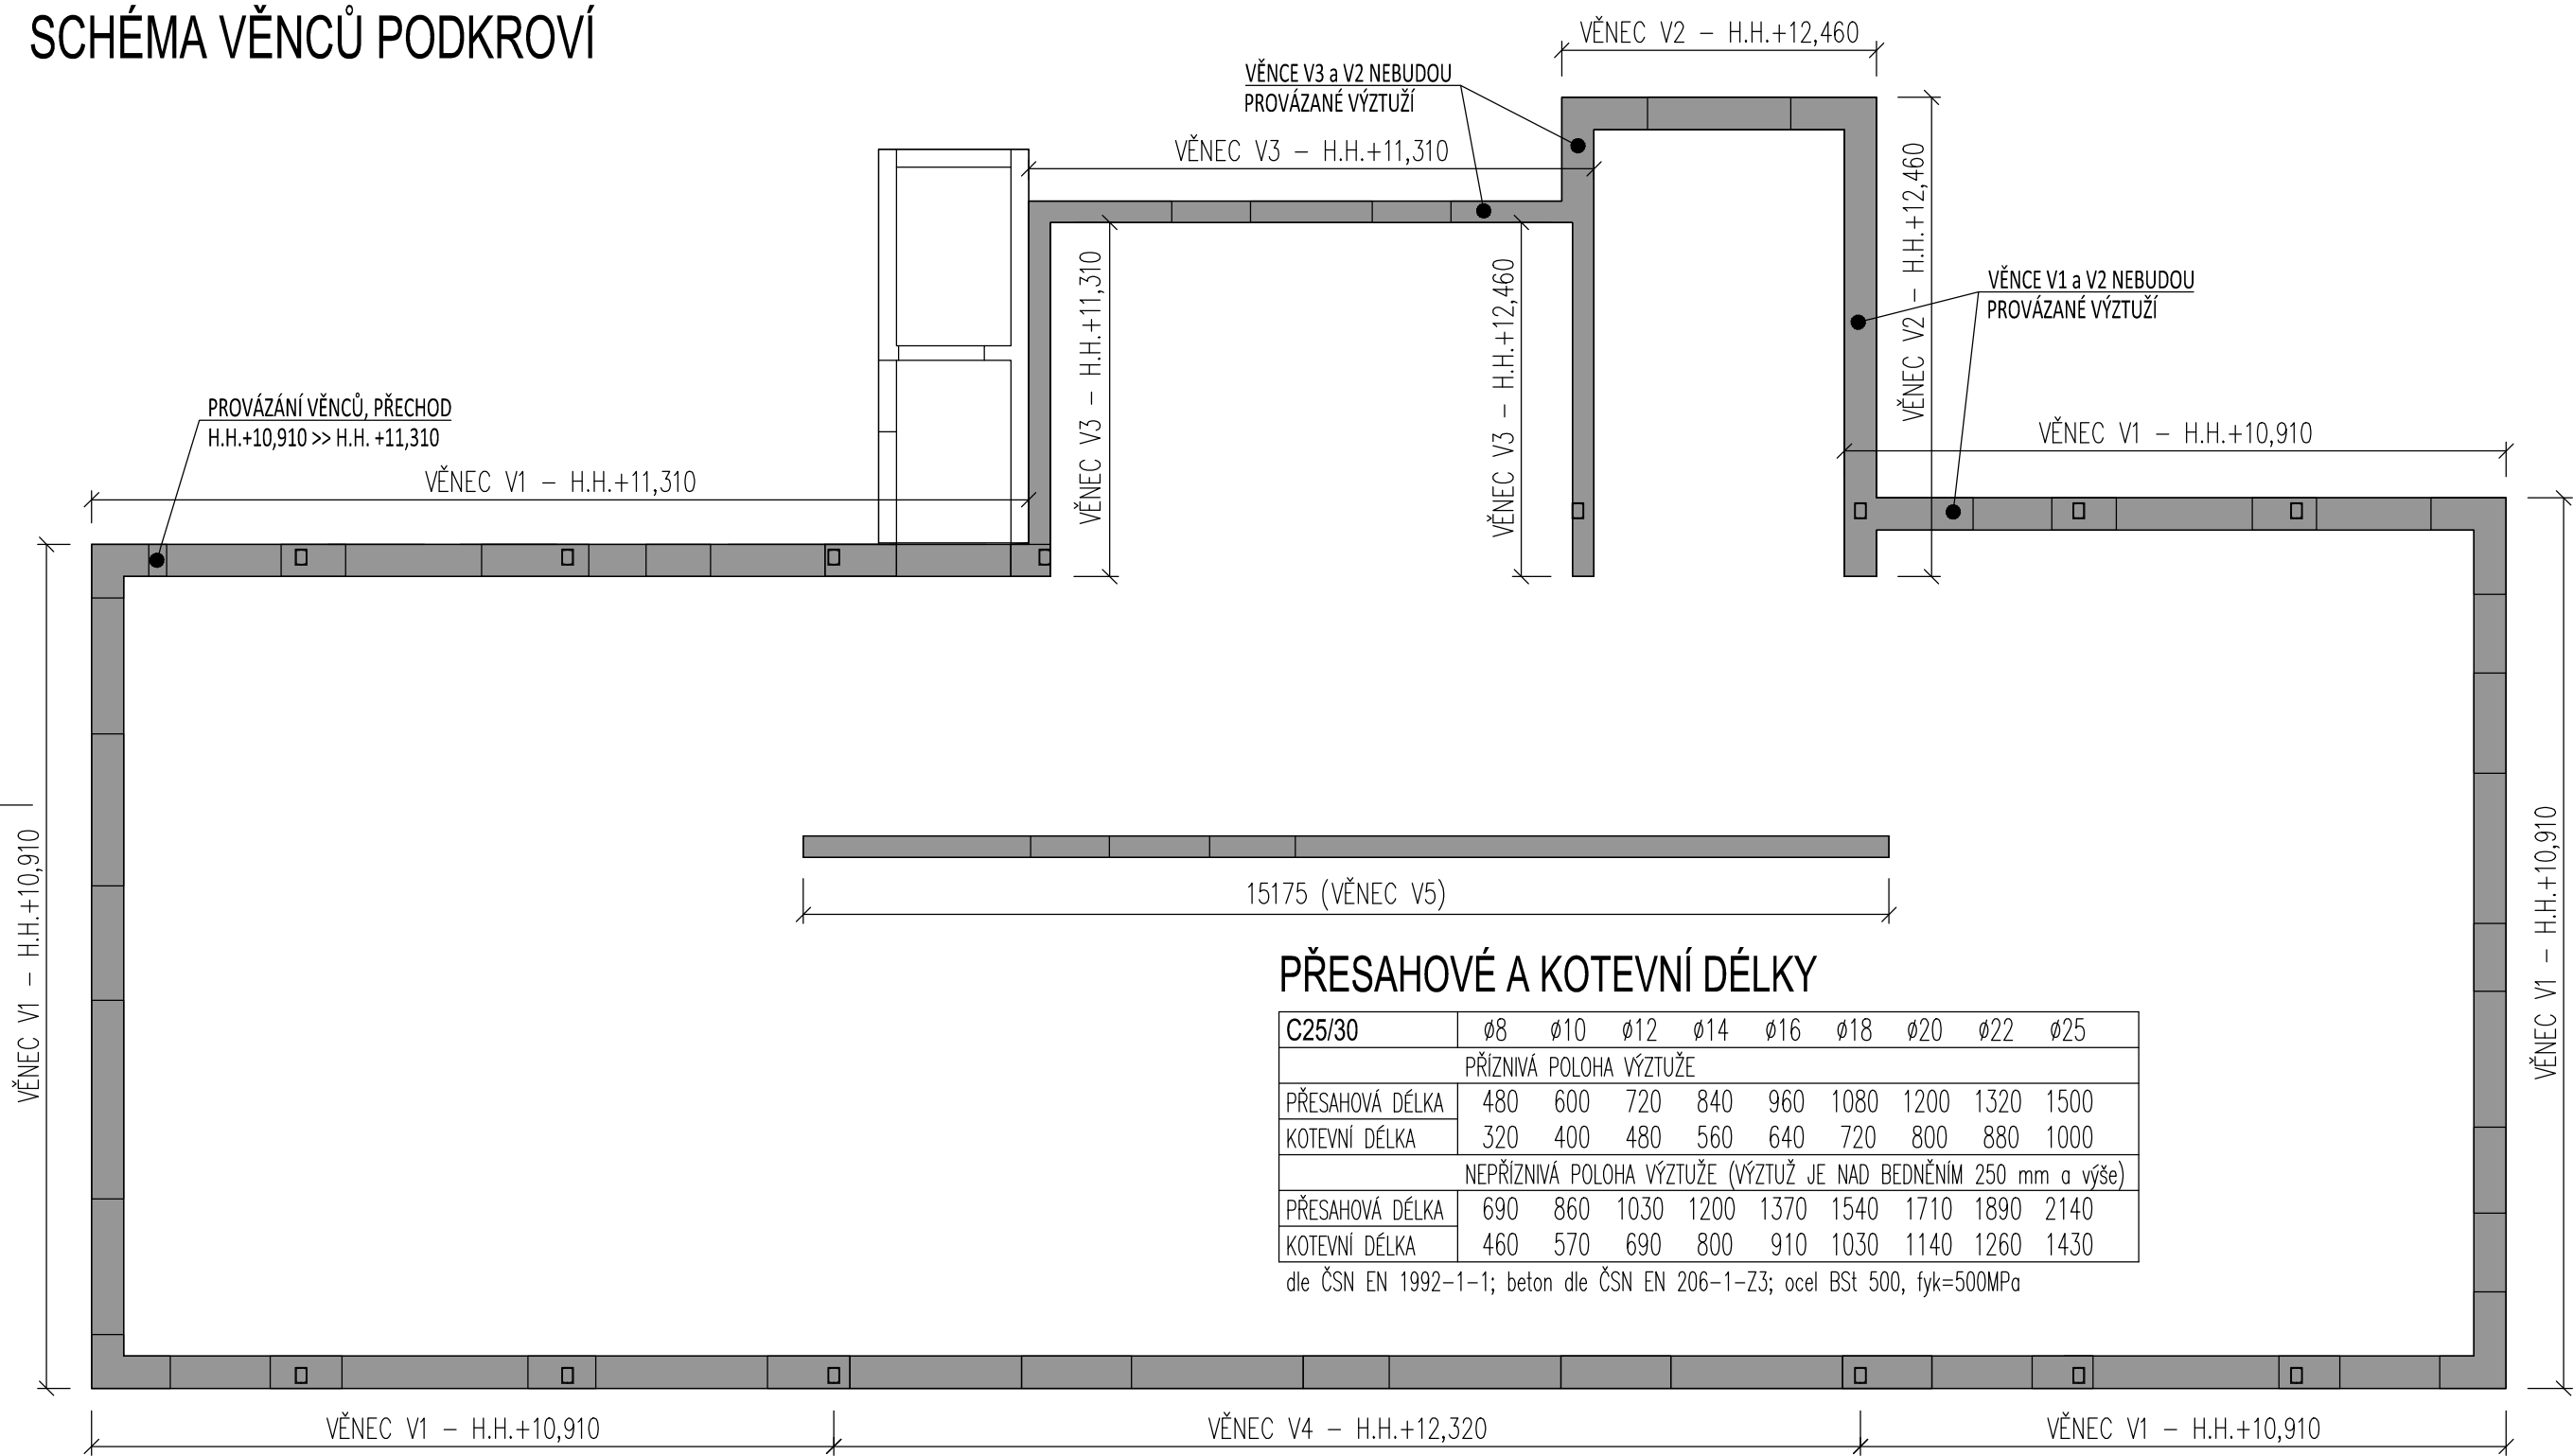 SCHÉMA VĚNCŮ PODKROVÍ
VĚNEC V2 – H.H.+12,460
VĚNCE V3 a V2 NEBUDOU
PROVÁZANÉ VÝZTUŽÍ
VĚNEC V3 – H.H.+11,310
VĚNEC V2 – H.H.+12,460
VĚNEC V3 – H.H.+11,310
VĚNEC V3 – H.H.+12,460
VĚNCE V1 a V2 NEBUDOU
PROVÁZANÉ VÝZTUŽÍ
PROVÁZÁNÍ VĚNCŮ, PŘECHOD
H.H.+10,910 >> H.H. +11,310
VĚNEC V1 – H.H.+11,310
VĚNEC V1 – H.H.+10,910
VĚNEC V1 – H.H.+10,910
VĚNEC V1 – H.H.+10,910
15175 (VĚNEC V5)
PŘESAHOVÉ A KOTEVNÍ DÉLKY
C25/30 ø8 ø10 ø12 ø14 ø16 ø18 ø20 ø22 ø25
PŘÍZNIVÁ POLOHA VÝZTUŽE
PŘESAHOVÁ DÉLKA 480 600 720 840 960 1080 1200 1320 1500
KOTEVNÍ DÉLKA 320 400 480 560 640 720 800 880 1000
NEPŘÍZNIVÁ POLOHA VÝZTUŽE (VÝZTUŽ JE NAD BEDNĚNÍM 250 mm a výše)
PŘESAHOVÁ DÉLKA 690 860 1030 1200 1370 1540 1710 1890 2140
KOTEVNÍ DÉLKA 460 570 690 800 910 1030 1140 1260 1430
dle ČSN EN 1992-1-1; beton dle ČSN EN 206-1-Z3; ocel BSt 500, fyk=500MPa
VĚNEC V1 – H.H.+10,910
VĚNEC V4 – H.H.+12,320
VĚNEC V1 – H.H.+10,910